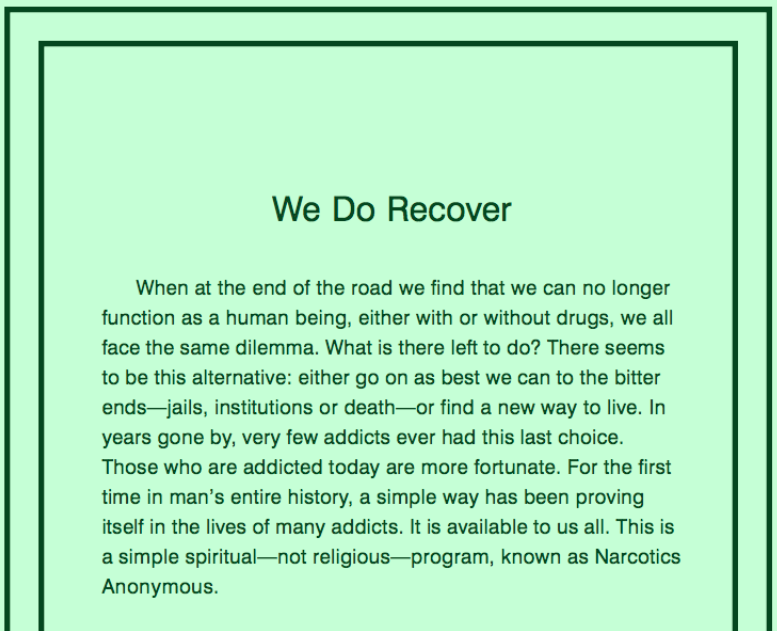 We Do Recover
When at the end of the road we find that we can no longer
function as a human being, either with or without drugs, we all
face the same dilemma. What is there left to do? There seems
to be this alternative: either go on as best we can to the bitter
ends—jails, institutions or death—or find a new way to live. In
years gone by, very few addicts ever had this last choice.
Those who are addicted today are more fortunate. For the first
time in man’s entire history, a simple way has been proving
itself in the lives of many addicts. It is available to us all. This is
a simple spiritual—not religious—program, known as Narcotics
Anonymous.